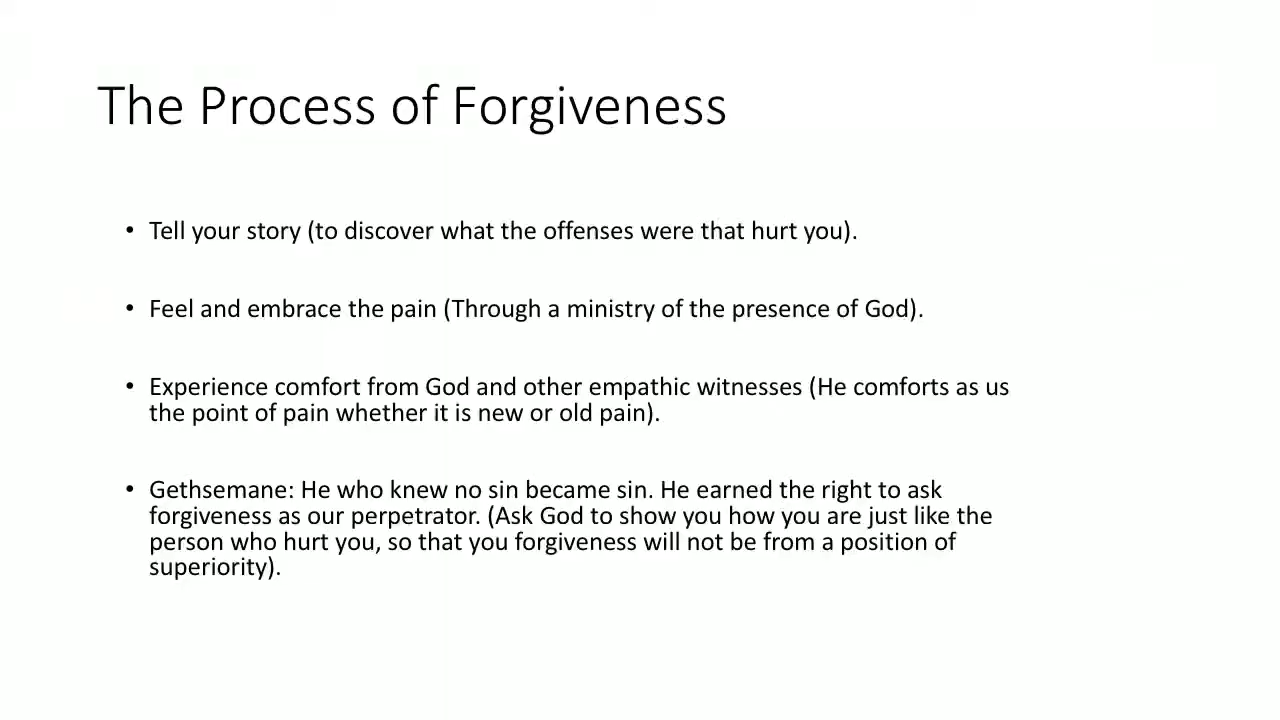 The Process of Forgiveness
• Tell your story (to discover what the offenses were that hurt you).
• Feel and embrace the pain (Through a ministry of the presence of God).
• Experience comfort from God and other empathic witnesses (He comforts as us
the point of pain whether it is new or old pain).
• Gethsemane: He who knew no sin became sin. He earned the right to ask
forgiveness as our perpetrator. (Ask God to show you how you are just like the
person who hurt you, so that you forgiveness will not be from a position of
superiority).